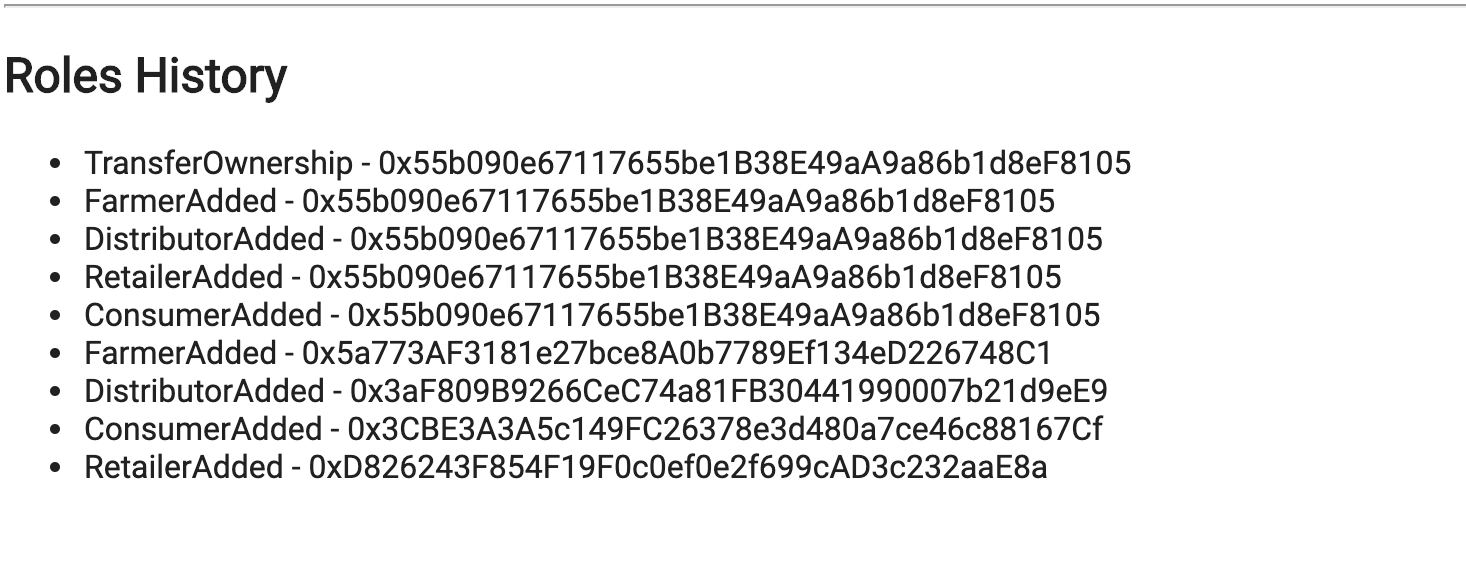 Roles History
• TransferOwnership - 0x55b090e67117655be1B38E49aA9a86b1d8eF8105
• FarmerAdded - 0x55b090e67117655be1B38E49aA9a86b1d8eF8105
• DistributorAdded - 0x55b090e67117655be1B38E49aA9a86b1d8eF8105
• RetailerAdded - 0x55b090e67117655be1B38E49aA9a86b1d8eF8105
• ConsumerAdded - 0x55b090e67117655be1B38E49aA9a86b1d8eF8105
• FarmerAdded - 0x5a773AF3181e27bce8A0b7789Ef134eD226748C1
• DistributorAdded - 0x3aF809B9266CeC74a81FB30441990007b21d9eE9
• ConsumerAdded - 0x3CBE3A3A5c149FC26378e3d480a7ce46c88167Cf
• RetailerAdded - 0xD826243F854F19F0c0ef0e2f699cAD3c232aaE8a